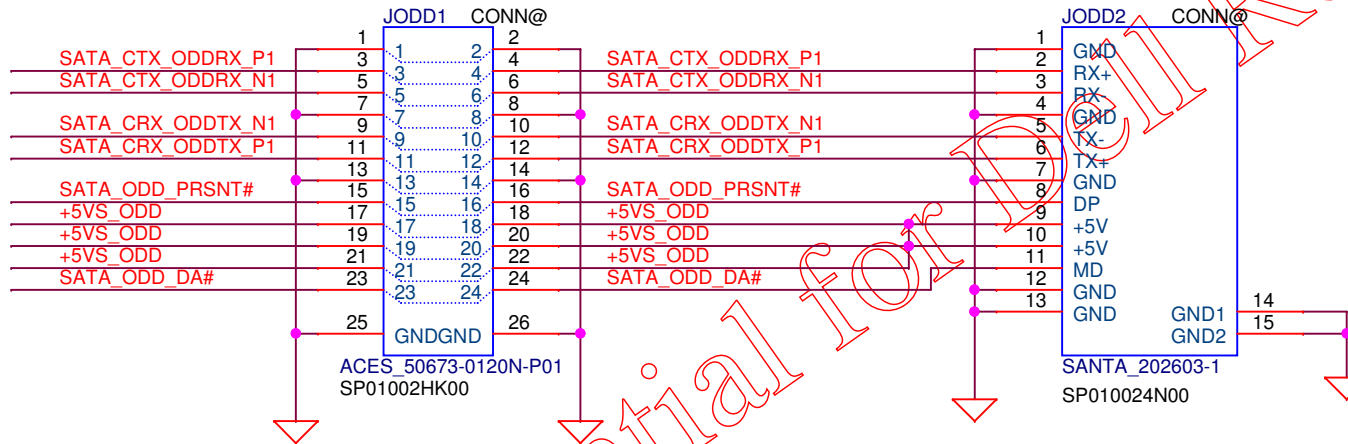 JODD1 CONN@
1 1 2 2
SATA_CTX_ODDRX_P1 3 3 4 4 SATA_CTX_ODDRX_P1
SATA_CTX_ODDRX_N1 5 5 6 6 SATA_CTX_ODDRX_N1
7 7 8 8
SATA_CRX_ODDTX_N1 9 9 10 10 SATA_CRX_ODDTX_N1
SATA_CRX_ODDTX_P1 11 11 12 12 SATA_CRX_ODDTX_P1
13 13 14 14
SATA_ODD_PRSNT# 15 15 16 16 SATA_ODD_PRSNT#
+5VS_ODD 17 17 18 18 +5VS_ODD
+5VS_ODD 19 19 20 20 +5VS_ODD
+5VS_ODD 21 21 22 22 +5VS_ODD
SATA_ODD_DA# 23 23 24 24 SATA_ODD_DA#
25 GND GND 26
ACES_50673-0120N-P01
SP01002HK00
JODD2 CONN@
1 GND
2 RX+
3 RX-
4 GND
5 TX-
6 TX+
7 GND
8 DP
9 +5V
10 +5V
11 MD
12 GND
13 GND
GND1 14
GND2 15
SANTA_202603-1
SP010024N00
tial for Dell